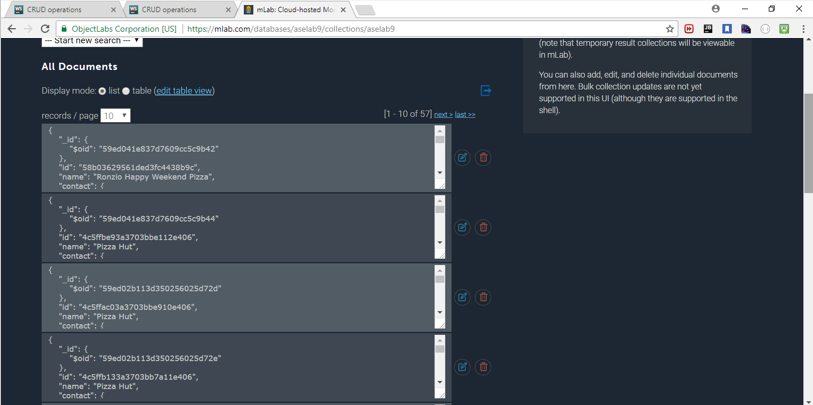 CRUD operations
CRUD operations
mLab: Cloud-hosted Mo
ObjectLabs Corporation [US] https://mlab.com/databases/aselab9/collections/aselab9
--- Start new search ---
(note that temporary result collections will be viewable
in mLab).
All Documents
You can also add, edit, and delete individual documents
from here. Bulk collection updates are not yet
supported in this UI (although they are supported in the
shell).
Display mode: list table (edit table view)
records / page 10 [1 - 10 of 57] next > last >>
{
"_id": {
"$oid": "59ed041e837d7609cc5c9b42"
},
"id": "58b03629561ded3fc4438b9c",
"name": "Ronzio Happy Weekend Pizza",
"contact": {
{
"_id": {
"$oid": "59ed041e837d7609cc5c9b44"
},
"id": "4c5ffbe93a3703bbe112e406",
"name": "Pizza Hut",
"contact": {
{
"_id": {
"$oid": "59ed02b113d350256025d72d"
},
"id": "4c5ffac03a3703bbe910e406",
"name": "Pizza Hut",
"contact": {
{
"_id": {
"$oid": "59ed02b113d350256025d72e"
},
"id": "4c5ffb133a3703bb7a11e406",
"name": "Pizza Hut",
"contact": {